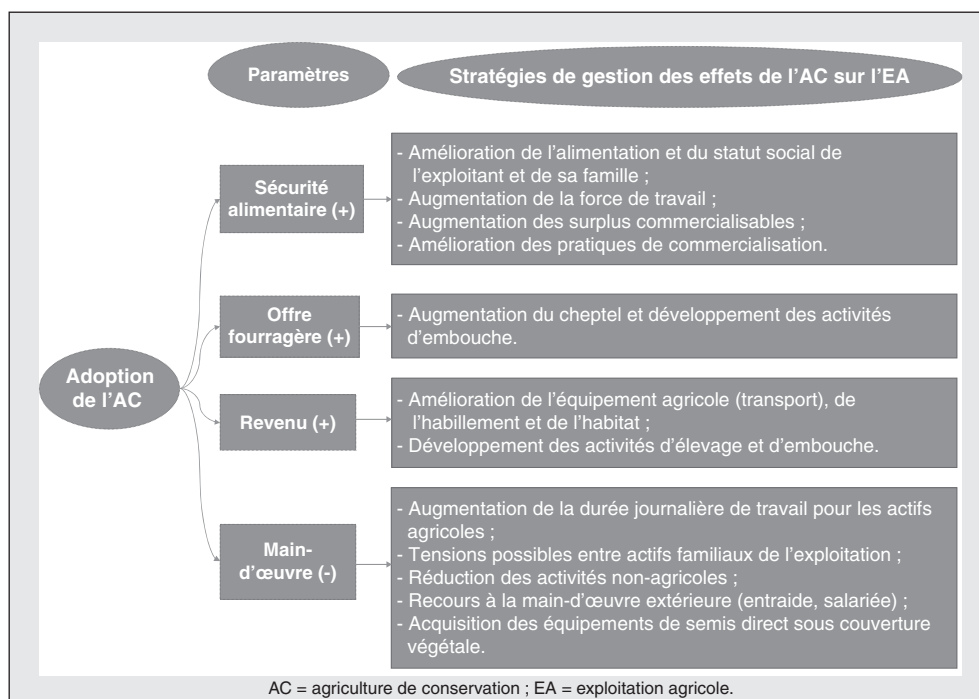 Paramètres
Stratégies de gestion des effets de l'AC sur l'EA
Adoption
de l'AC
Sécurité
alimentaire (+)
- Amélioration de l'alimentation et du statut social de
l'exploitant et de sa famille ;
- Augmentation de la force de travail ;
- Augmentation des surplus commercialisables ;
- Amélioration des pratiques de commercialisation.
Offre
fourragère (+)
- Augmentation du cheptel et développement des activités
d'embouche.
Revenu (+)
- Amélioration de l'équipement agricole (transport), de
l'habillement et de l'habitat ;
- Développement des activités d'élevage et d'embouche.
Main-
d'œuvre (-)
- Augmentation de la durée journalière de travail pour les actifs
agricoles ;
- Tensions possibles entre actifs familiaux de l'exploitation ;
- Réduction des activités non-agricoles ;
- Recours à la main-d'œuvre extérieure (entraide, salariée) ;
- Acquisition des équipements de semis direct sous couverture
végétale.
AC = agriculture de conservation ; EA = exploitation agricole.